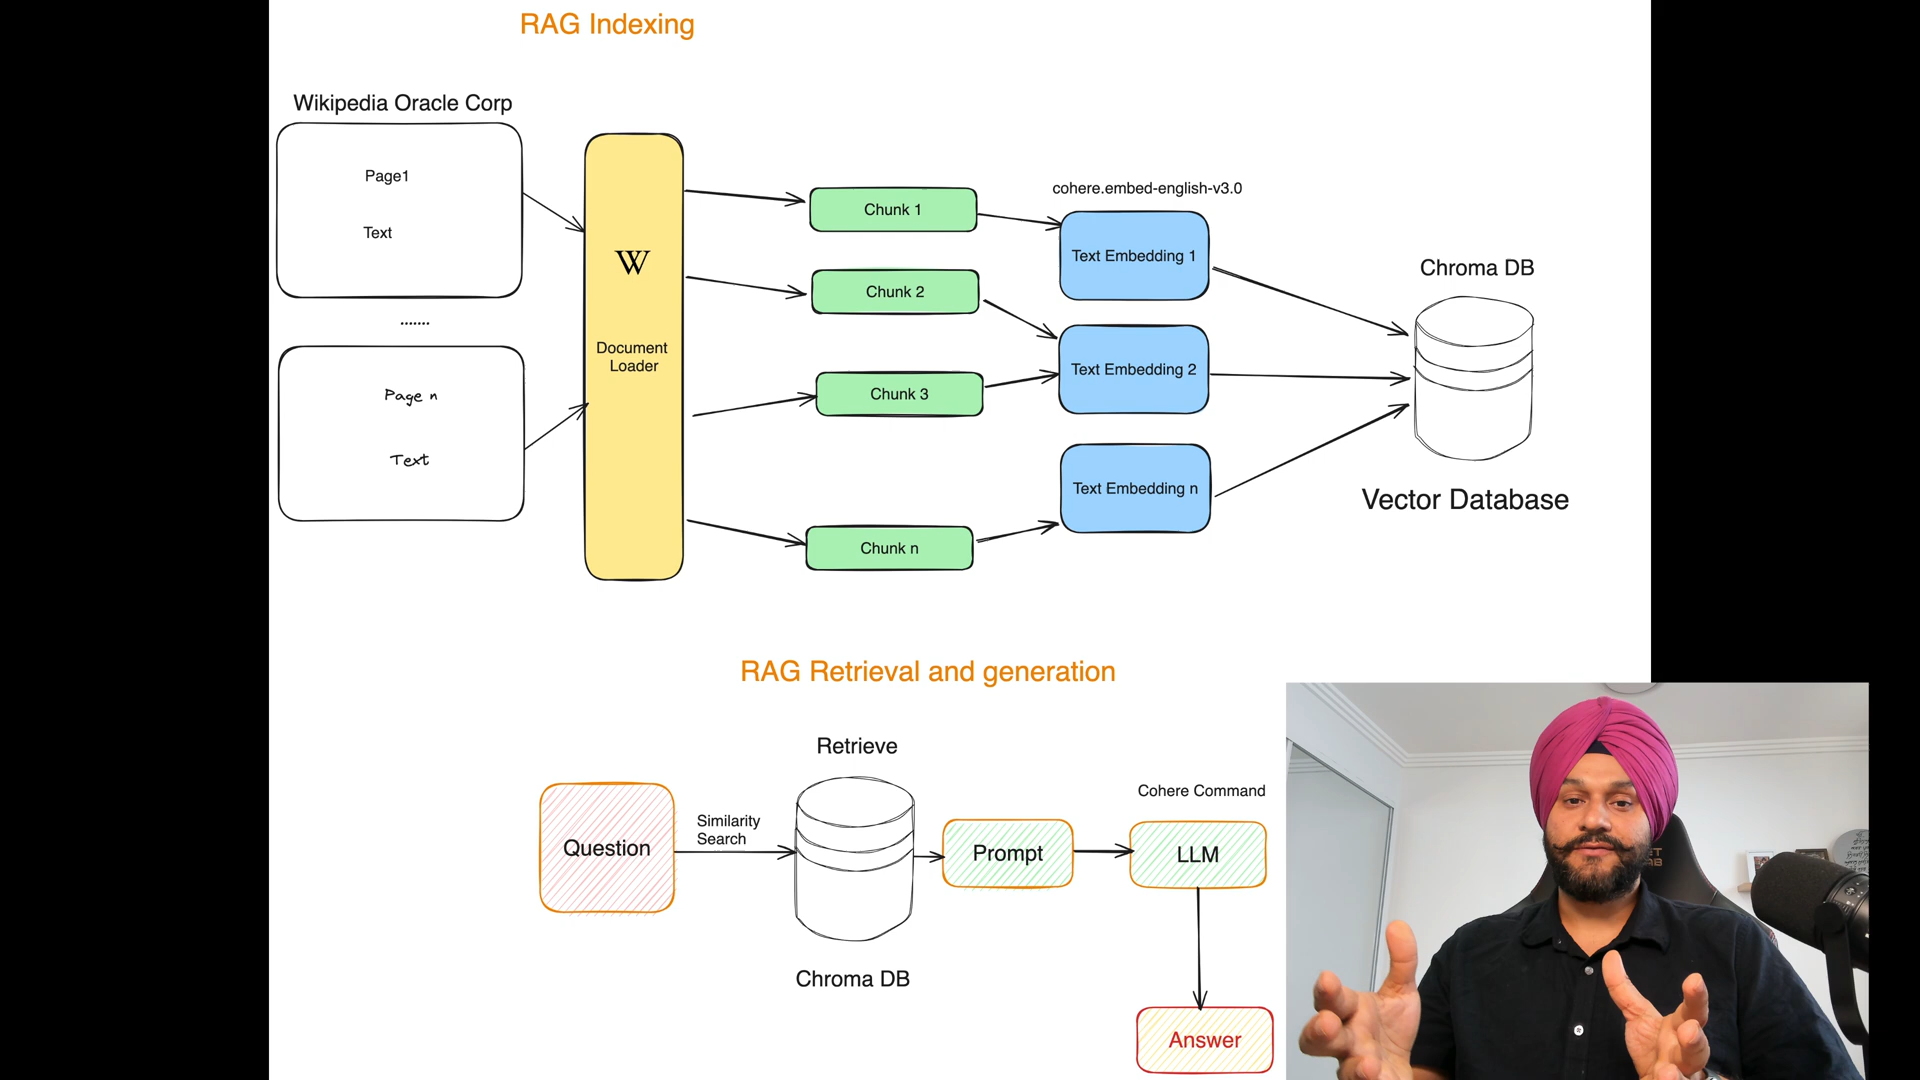 RAG Indexing
Wikipedia Oracle Corp
Page1
Text
.......
Page n
Text
W
Document
Loader
Chunk 1
Chunk 2
Chunk 3
Chunk n
cohere.embed-english-v3.0
Text Embedding 1
Text Embedding 2
Text Embedding n
Chroma DB
Vector Database
RAG Retrieval and generation
Retrieve
Question
Similarity
Search
Chroma DB
Prompt
Cohere Command
LLM
Answer